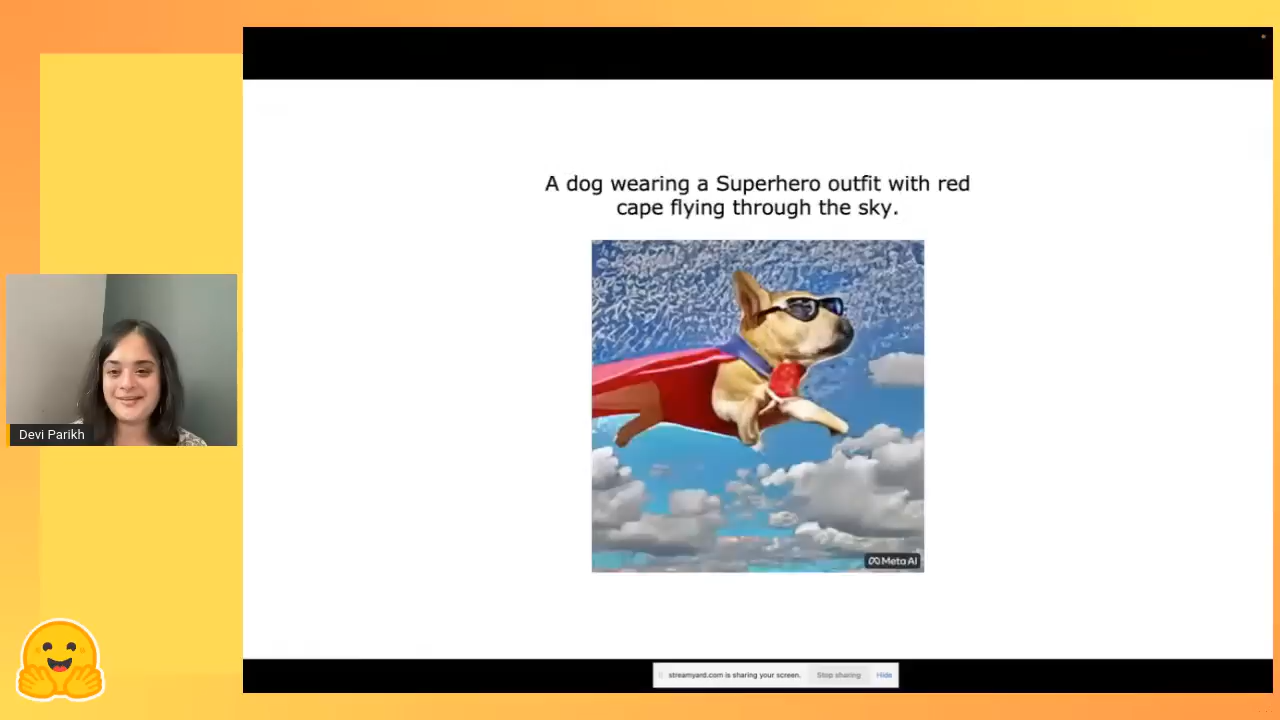 A dog wearing a Superhero outfit with red
cape flying through the sky.
Devi Parikh
Meta AI
streamyard.com is sharing your screen.
Stop sharing
Hide